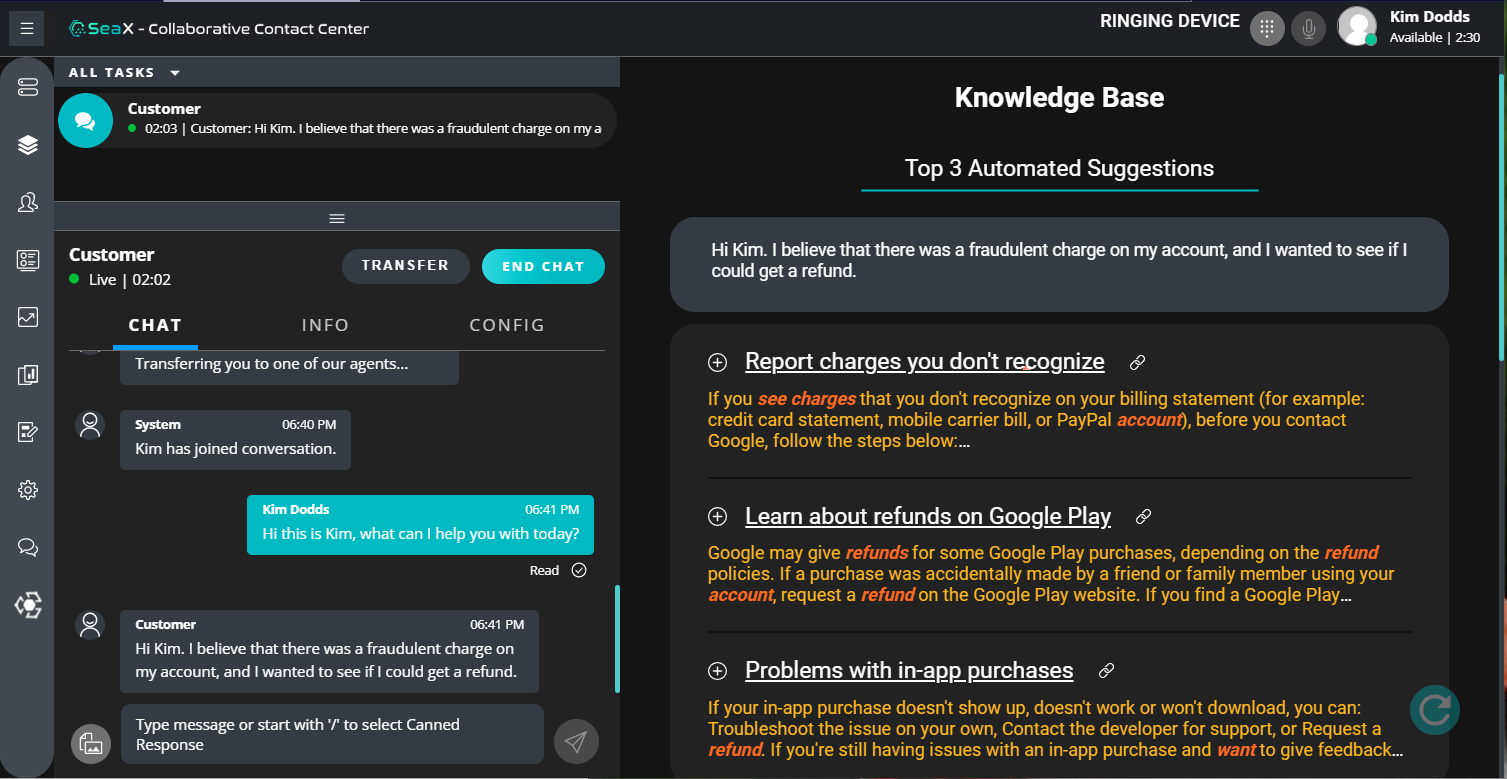 SeaX - Collaborative Contact Center
RINGING DEVICE
Kim Dodds
Available | 2:30
ALL TASKS
Customer
02:03 | Customer: Hi Kim. I believe that there was a fraudulent charge on my a
Customer
Live | 02:02
TRANSFER
END CHAT
CHAT
INFO
CONFIG
Transferring you to one of our agents...
System
06:40 PM
Kim has joined conversation.
Kim Dodds
06:41 PM
Hi this is Kim, what can I help you with today?
Read
Customer
06:41 PM
Hi Kim. I believe that there was a fraudulent charge on
my account, and I wanted to see if I could get a refund.
Type message or start with '/' to select Canned
Response
Knowledge Base
Top 3 Automated Suggestions
Hi Kim. I believe that there was a fraudulent charge on my account, and I wanted to see if I
could get a refund.
Report charges you don't recognize
If you see charges that you don't recognize on your billing statement (for example:
credit card statement, mobile carrier bill, or PayPal account), before you contact
Google, follow the steps below:...
Learn about refunds on Google Play
Google may give refunds for some Google Play purchases, depending on the refund
policies. If a purchase was accidentally made by a friend or family member using your
account, request a refund on the Google Play website. If you find a Google Play...
Problems with in-app purchases
If your in-app purchase doesn't show up, doesn't work or won't download, you can:
Troubleshoot the issue on your own, Contact the developer for support, or Request a
refund. If you're still having issues with an in-app purchase and want to give feedback...